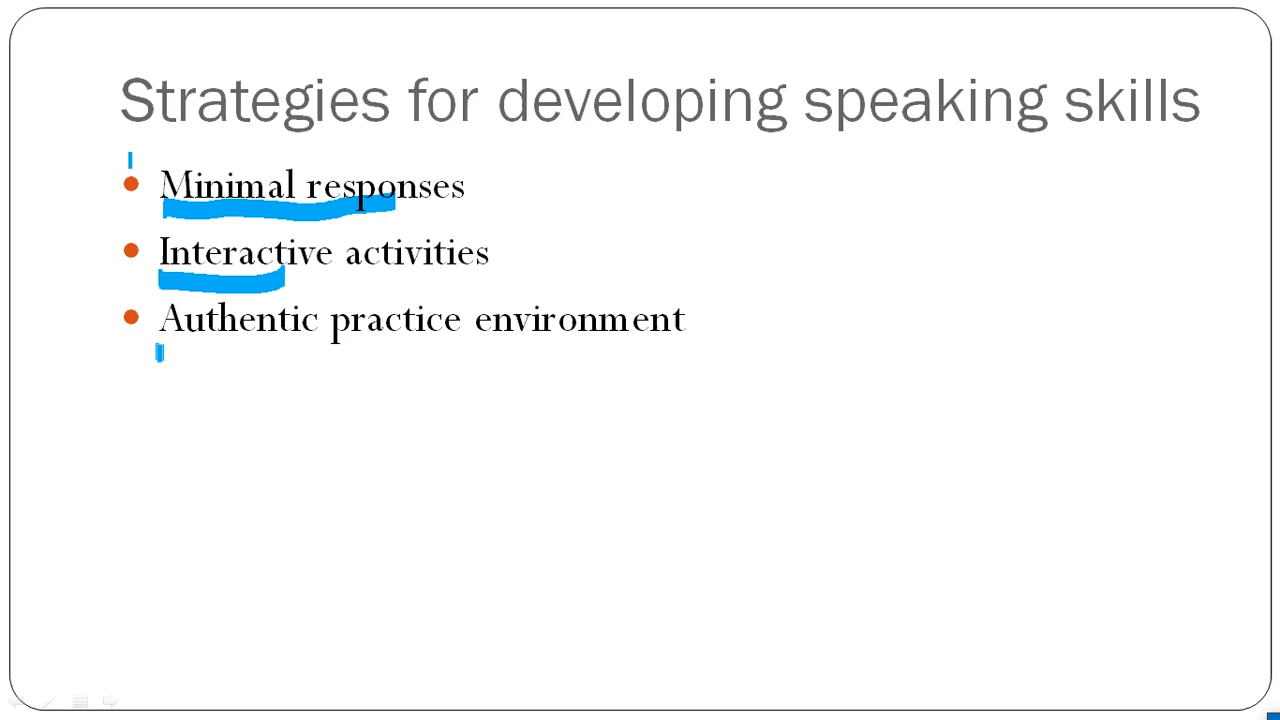 Strategies for developing speaking skills
Minimal responses
Interactive activities
Authentic practice environment